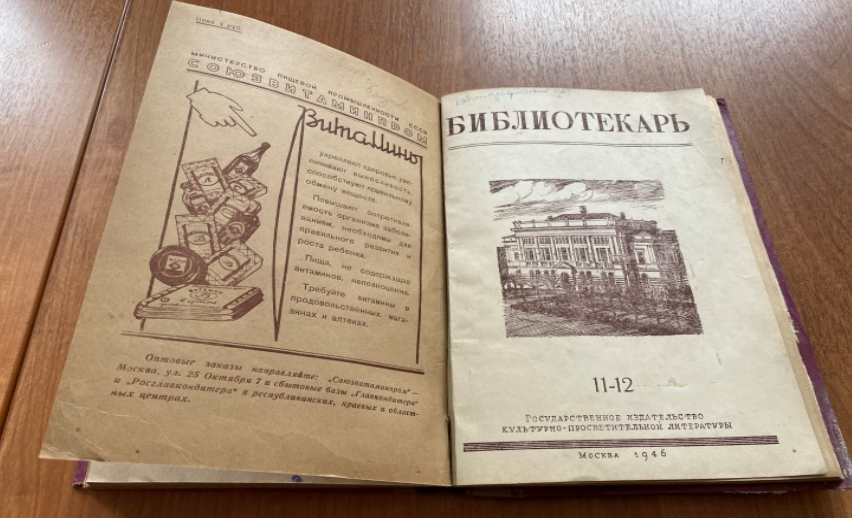 Цена 4 руб.
МИНИСТЕРСТВО ПИЩЕВОЙ ПРОМЫШЛЕННОСТИ СССР
СОЮЗВИТАМИНПРОМ
Витамины
укрепляют здоровье, уве-
личивают выносливость,
способствуют правильному
обмену веществ.
Повышают сопротивля-
емость организма заболе-
ваниям, необходимы для
правильного развития и
роста ребенка.
Пища, не содержащая
витаминов, неполноценна.
Требуйте витамины в
продовольственных мага-
зинах и аптеках.
Оптовые заказы направляйте: „Союзвитаминпром" —
Москва, ул. 25 Октября 7 и сбытовые базы „Главкондитера"
и „Росглавкондитера" в республиканских, краевых и област-
ных центрах.
БИБЛИОТЕКАРЬ
11-12
ГОСУДАРСТВЕННОЕ ИЗДАТЕЛЬСТВО
КУЛЬТУРНО-ПРОСВЕТИТЕЛЬНОЙ ЛИТЕРАТУРЫ
МОСКВА 1946